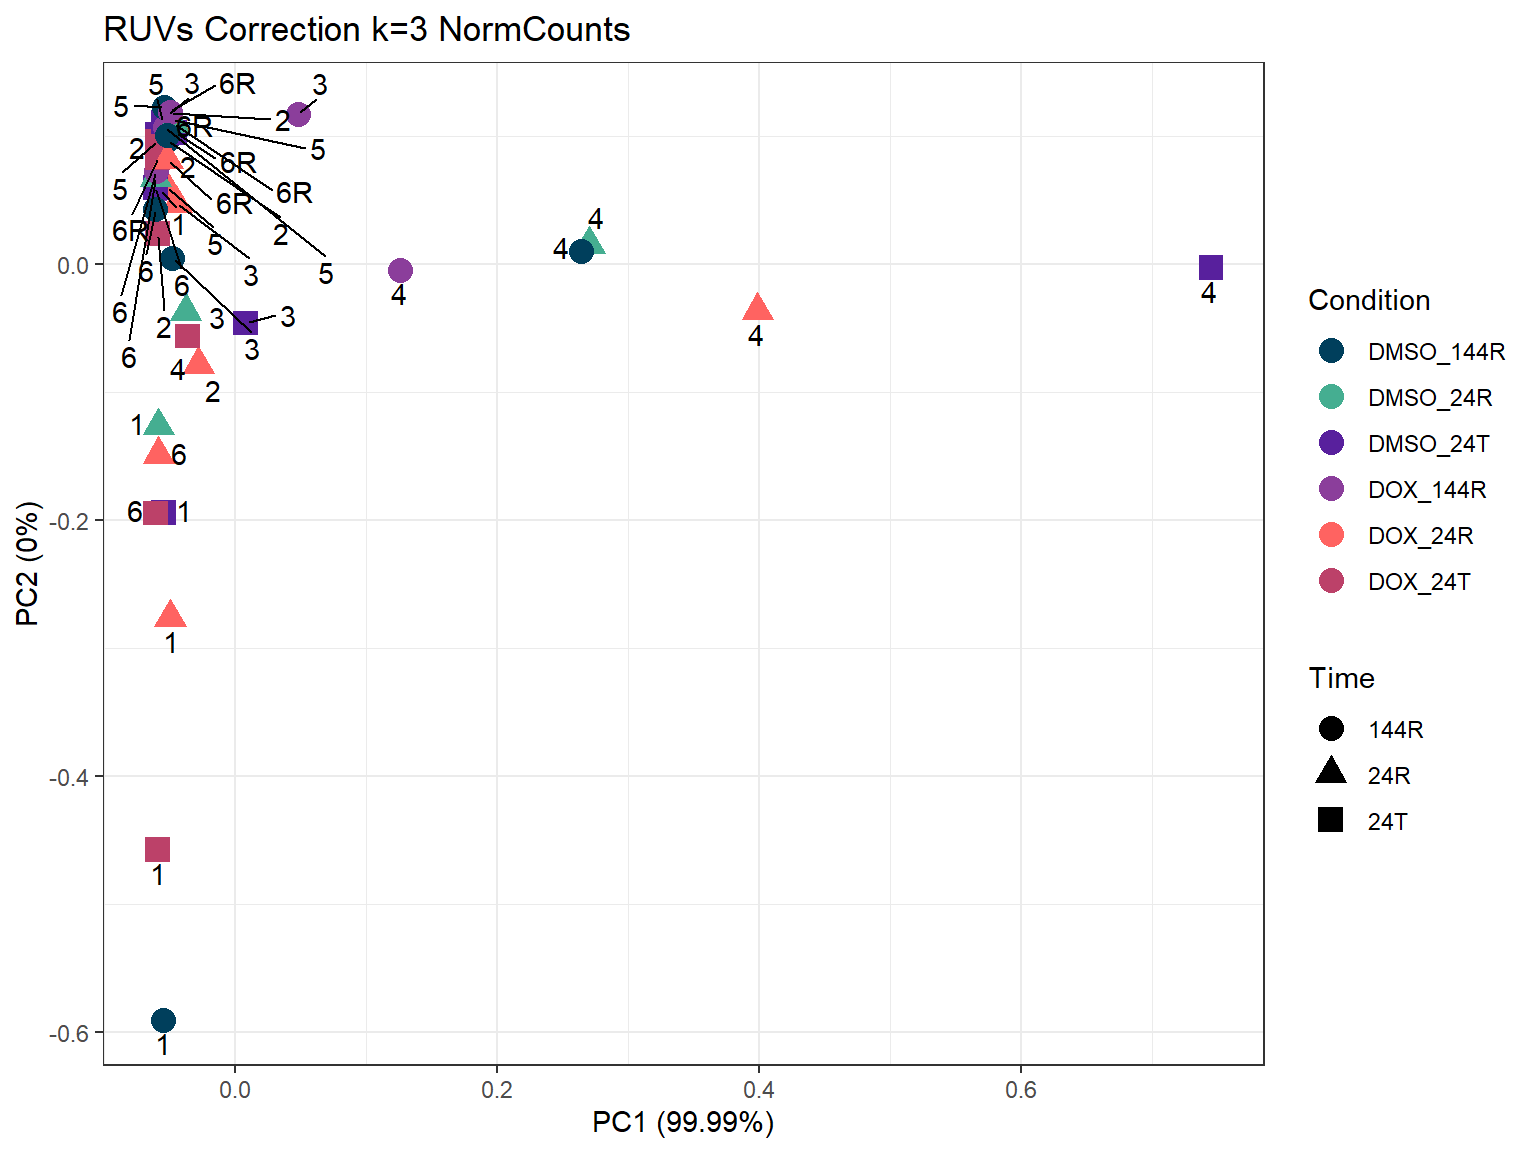 RUVs Correction k=3 NormCounts
5
3
6R
3
5
2
6R
5
2
6R
2
5
6R
6R
1
6R
2
5
5
3
6
6
6
2
3
3
3
6
4
2
1
6
6
1
1
1
1
4
4
4
4
4
0.0
-0.2
-0.4
-0.6
PC2 (0%)
0.0
0.2
0.4
0.6
PC1 (99.99%)
Condition
DMSO_144R
DMSO_24R
DMSO_24T
DOX_144R
DOX_24R
DOX_24T
Time
144R
24R
24T